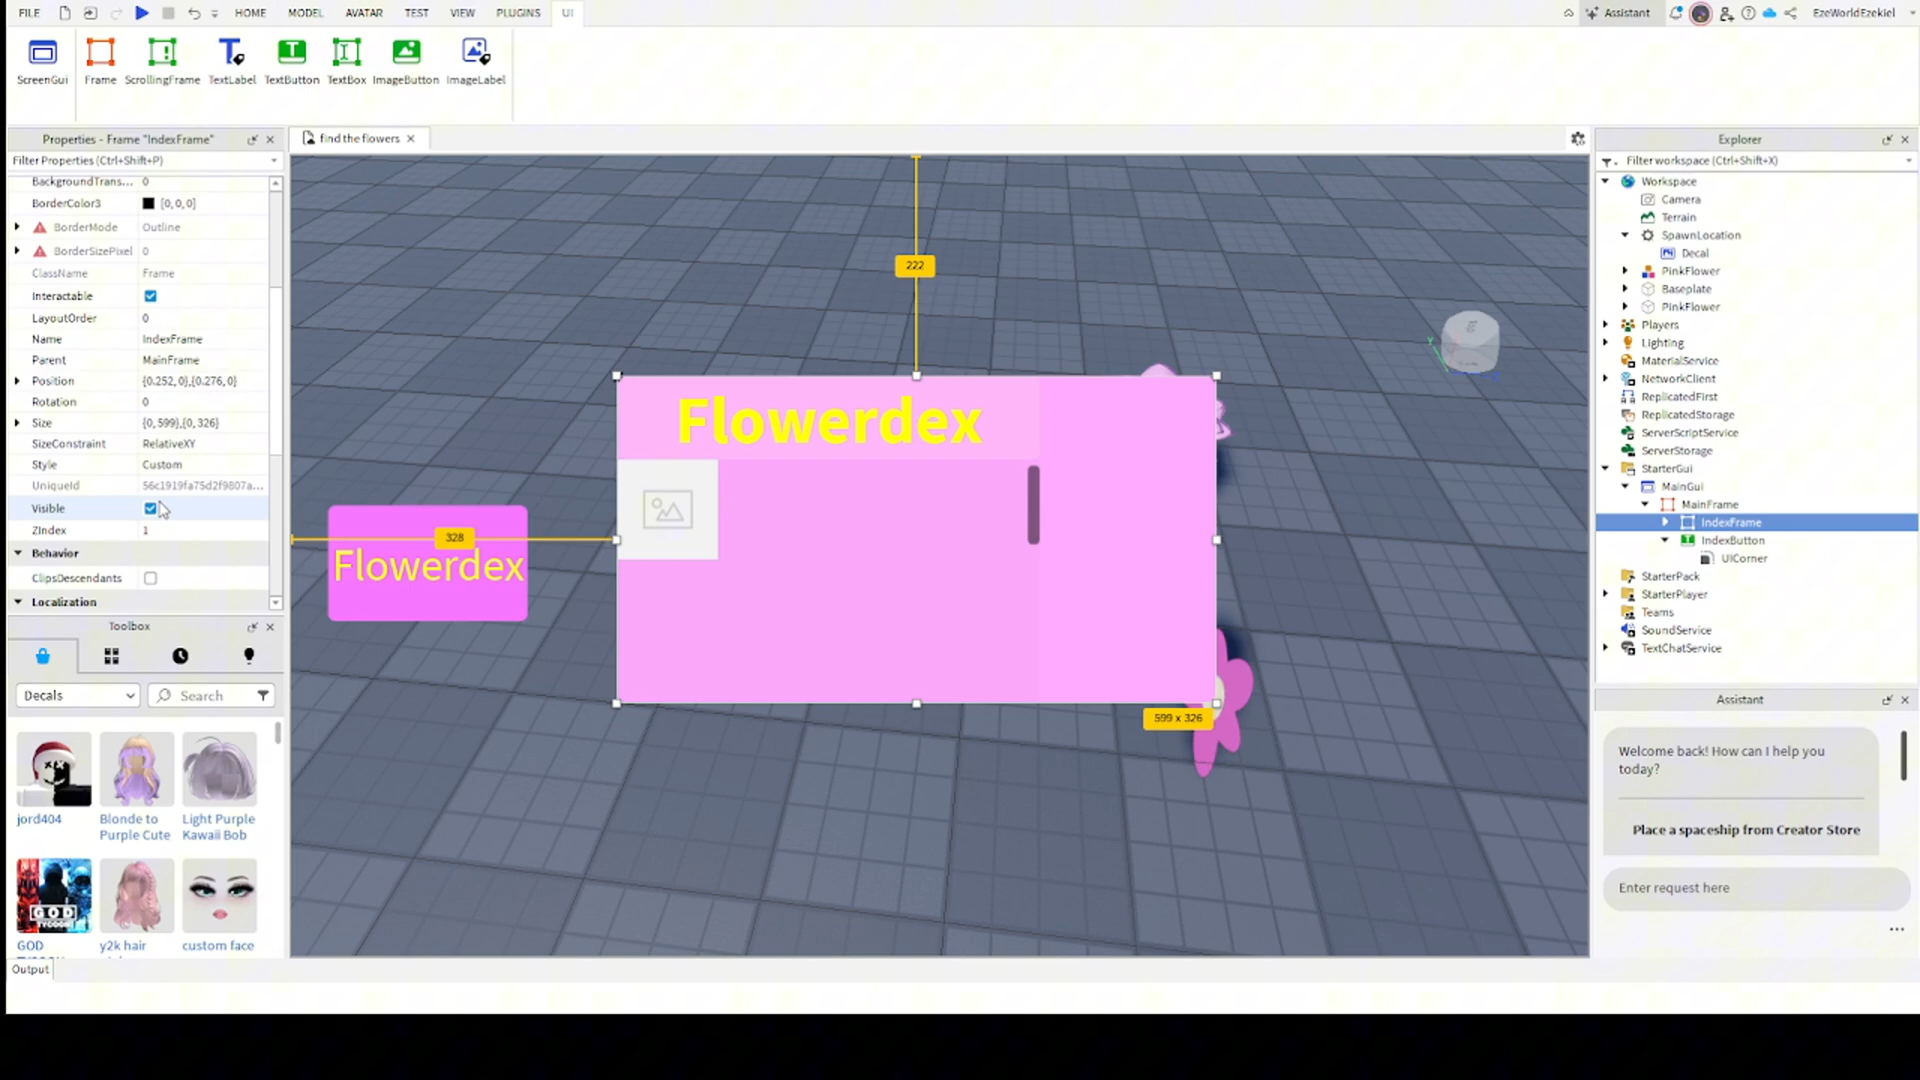 FILE HOME MODEL AVATAR TEST VIEW PLUGINS UI Assistant EzeWorldEzekiel
ScreenGui Frame ScrollingFrame TextLabel TextButton TextBox ImageButton ImageLabel
Properties - Frame "IndexFrame"
Filter Properties (Ctrl+Shift+P)
BackgroundTrans... 0
BorderColor3 [0, 0, 0]
BorderMode Outline
BorderSizePixel 0
ClassName Frame
Interactable
LayoutOrder 0
Name IndexFrame
Parent MainFrame
Position {0.252, 0},{0.276, 0}
Rotation 0
Size {0, 599},{0, 326}
SizeConstraint RelativeXY
Style Custom
UniqueId 56c1919fa75d2f9807a...
Visible
ZIndex 1
Behavior
ClipsDescendants
Localization
Toolbox
Decals Search
jord404
Blonde to
Purple Cute
Light Purple
Kawaii Bob
GOD
GOD
y2k hair
custom face
Output
find the flowers
222
Flowerdex
328
Flowerdex
599 x 326
Explorer
Filter workspace (Ctrl+Shift+X)
Workspace
Camera
Terrain
SpawnLocation
Decal
PinkFlower
Baseplate
PinkFlower
Players
Lighting
MaterialService
NetworkClient
ReplicatedFirst
ReplicatedStorage
ServerScriptService
ServerStorage
StarterGui
MainGui
MainFrame
IndexFrame
IndexButton
UICorner
StarterPack
StarterPlayer
Teams
SoundService
TextChatService
Assistant
Welcome back! How can I help you
today?
Place a spaceship from Creator Store
Enter request here